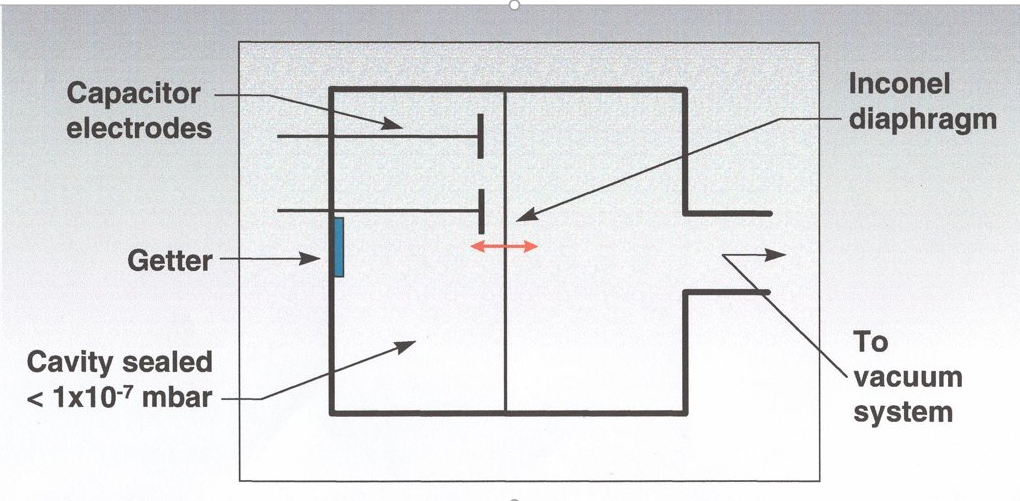 Capacitor
electrodes
Inconel
diaphragm
Getter
Cavity sealed
< 1x10⁻⁷ mbar
To
vacuum
system